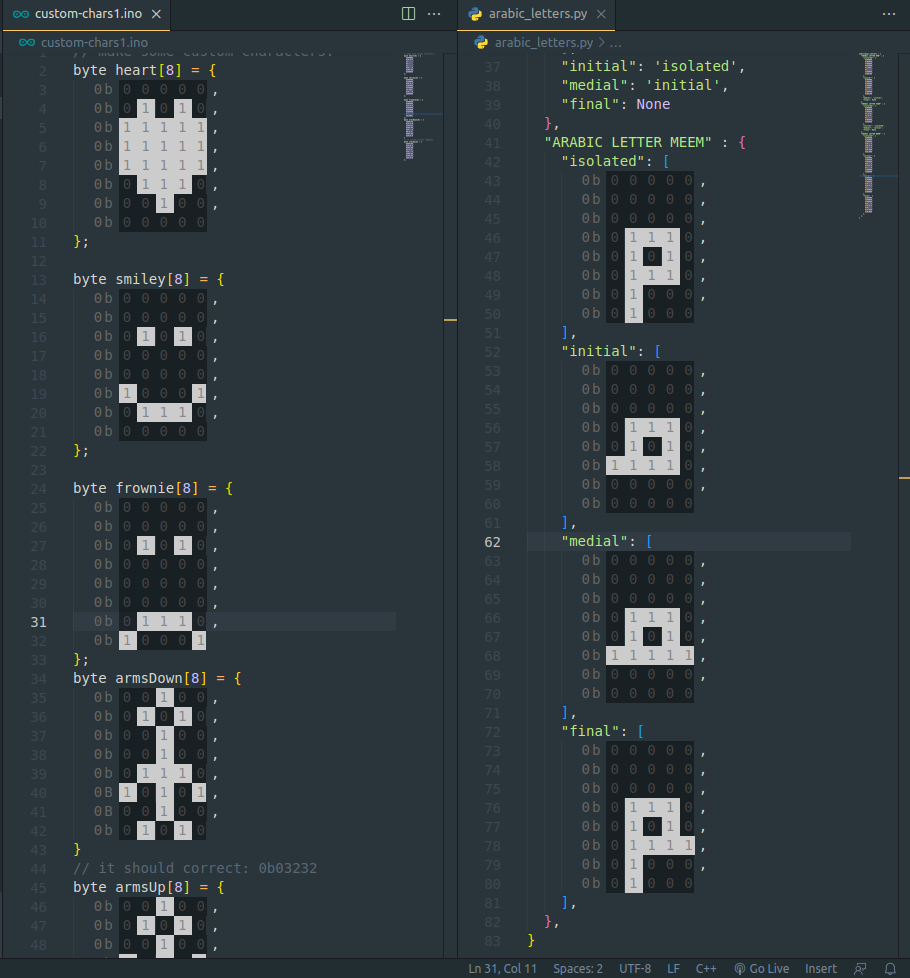 custom-chars1.ino
custom-chars1.ino
1 // make some custom characters:
2 byte heart[8] = {
3 0b00000,
4 0b01010,
5 0b11111,
6 0b11111,
7 0b11111,
8 0b01110,
9 0b00100,
10 0b00000
11 };
12
13 byte smiley[8] = {
14 0b00000,
15 0b00000,
16 0b01010,
17 0b00000,
18 0b00000,
19 0b10001,
20 0b01110,
21 0b00000
22 };
23
24 byte frownie[8] = {
25 0b00000,
26 0b00000,
27 0b01010,
28 0b00000,
29 0b00000,
30 0b00000,
31 0b01110,
32 0b10001
33 };
34 byte armsDown[8] = {
35 0b00100,
36 0b01010,
37 0b00100,
38 0b00100,
39 0b01110,
40 0B10101,
41 0B00100,
42 0b01010
43 }
44 // it should correct: 0b03232
45 byte armsUp[8] = {
46 0b00100,
47 0b01010,
48 0b00100,
arabic_letters.py
arabic_letters.py > ...
37 "initial": 'isolated',
38 "medial": 'initial',
39 "final": None
40 },
41 "ARABIC LETTER MEEM" : {
42 "isolated": [
43 0b00000,
44 0b00000,
45 0b00000,
46 0b01110,
47 0b01010,
48 0b01110,
49 0b01000,
50 0b01000
51 ],
52 "initial": [
53 0b00000,
54 0b00000,
55 0b00000,
56 0b01110,
57 0b01010,
58 0b11110,
59 0b00000,
60 0b00000
61 ],
62 "medial": [
63 0b00000,
64 0b00000,
65 0b00000,
66 0b01110,
67 0b01010,
68 0b11111,
69 0b00000,
70 0b00000
71 ],
72 "final": [
73 0b00000,
74 0b00000,
75 0b00000,
76 0b01110,
77 0b01010,
78 0b01111,
79 0b01000,
80 0b01000
81 ],
82 },
83 }
Ln 31, Col 11 Spaces: 2 UTF-8 LF C++ Go Live Insert